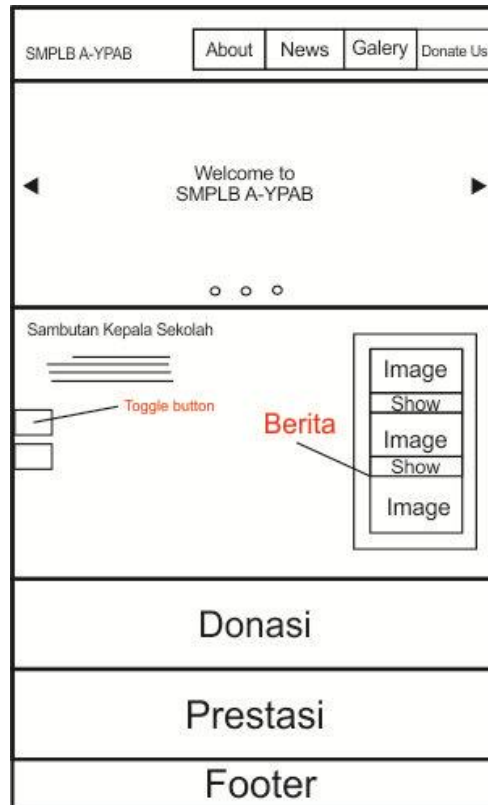 SMPLB A-YPAB
About
News
Galery
Donate Us
Welcome to
SMPLB A-YPAB
Sambutan Kepala Sekolah
Toggle button
Berita
Image
Show
Image
Show
Image
Donasi
Prestasi
Footer